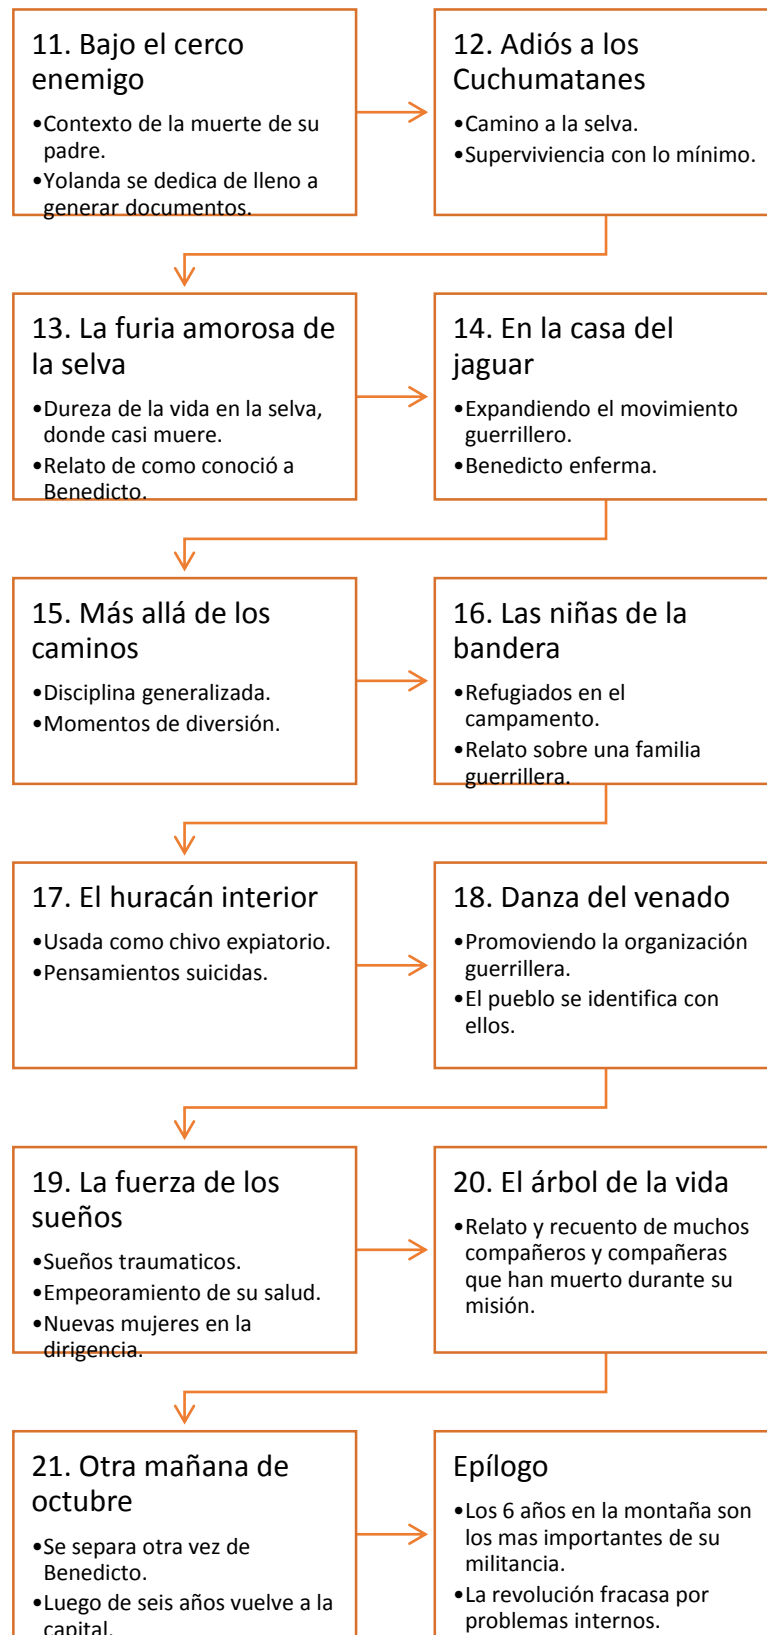 11. Bajo el cerco
enemigo
•Contexto de la muerte de su
padre.
•Yolanda se dedica de lleno a
generar documentos.
12. Adiós a los
Cuchumatanes
•Camino a la selva.
•Superviviencia con lo mínimo.
13. La furia amorosa de
la selva
•Dureza de la vida en la selva,
donde casi muere.
•Relato de como conoció a
Benedicto.
14. En la casa del
jaguar
•Expandiendo el movimiento
guerrillero.
•Benedicto enferma.
15. Más allá de los
caminos
•Disciplina generalizada.
•Momentos de diversión.
16. Las niñas de la
bandera
•Refugiados en el
campamento.
•Relato sobre una familia
guerrillera.
17. El huracán interior
•Usada como chivo expiatorio.
•Pensamientos suicidas.
18. Danza del venado
•Promoviendo la organización
guerrillera.
•El pueblo se identifica con
ellos.
19. La fuerza de los
sueños
•Sueños traumaticos.
•Empeoramiento de su salud.
•Nuevas mujeres en la
dirigencia.
20. El árbol de la vida
•Relato y recuento de muchos
compañeros y compañeras
que han muerto durante su
misión.
21. Otra mañana de
octubre
•Se separa otra vez de
Benedicto.
•Luego de seis años vuelve a la
capital.
Epílogo
•Los 6 años en la montaña son
los mas importantes de su
militancia.
•La revolución fracasa por
problemas internos.